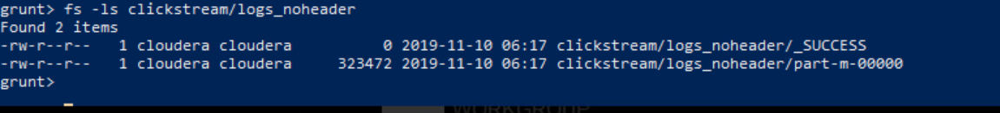 grunt> fs -ls clickstream/logs_noheader
Found 2 items
-rw-r--r--   1 cloudera cloudera          0 2019-11-10 06:17 clickstream/logs_noheader/_SUCCESS
-rw-r--r--   1 cloudera cloudera     323472 2019-11-10 06:17 clickstream/logs_noheader/part-m-00000
grunt>
WORKGROUP